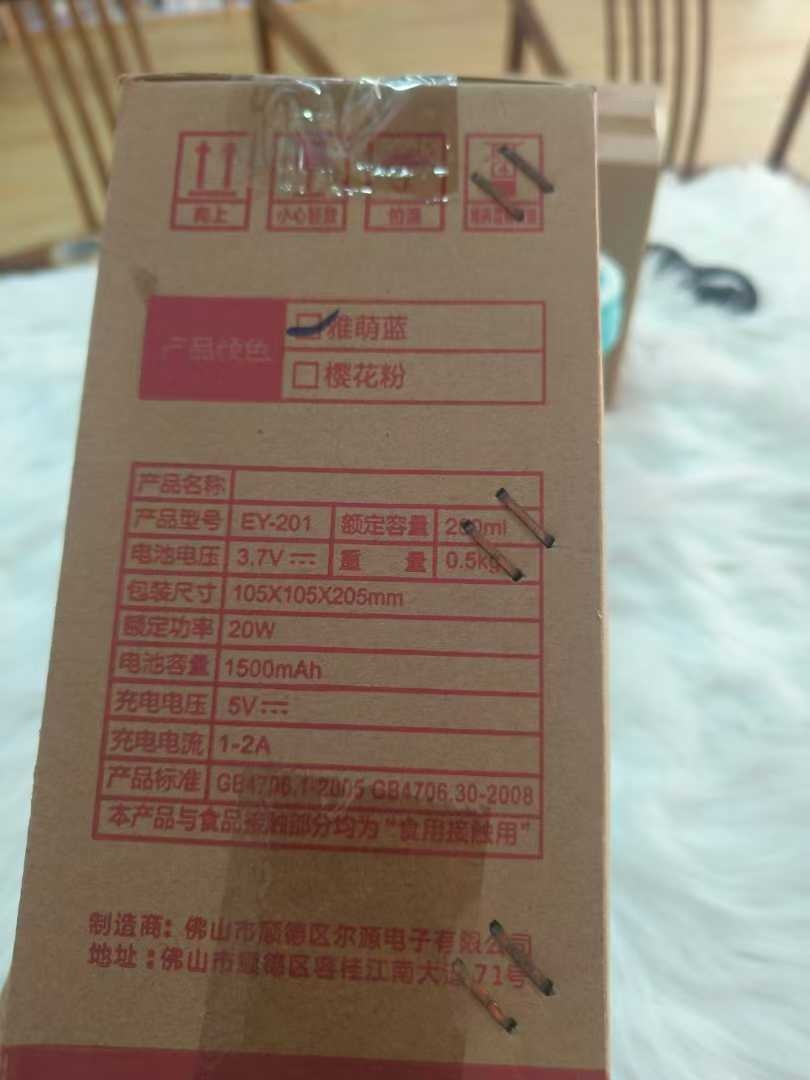 向上 小心轻放 怕湿
产品颜色
雅萌蓝
樱花粉
产品名称
产品型号 EY-201 额定容量
电池电压 3.7V 重 量 0.5kg
包装尺寸 105X105X205mm
额定功率 20W
电池容量 1500mAh
充电电压 5V
充电电流 1-2A
产品标准 GB4706.1-2005 GB4706.30-2008
本产品与食品接触部分均为“食用接触用”
制造商: 佛山市顺德区尔源电子有限公司
地址:佛山市顺德区容桂江南大道 71号